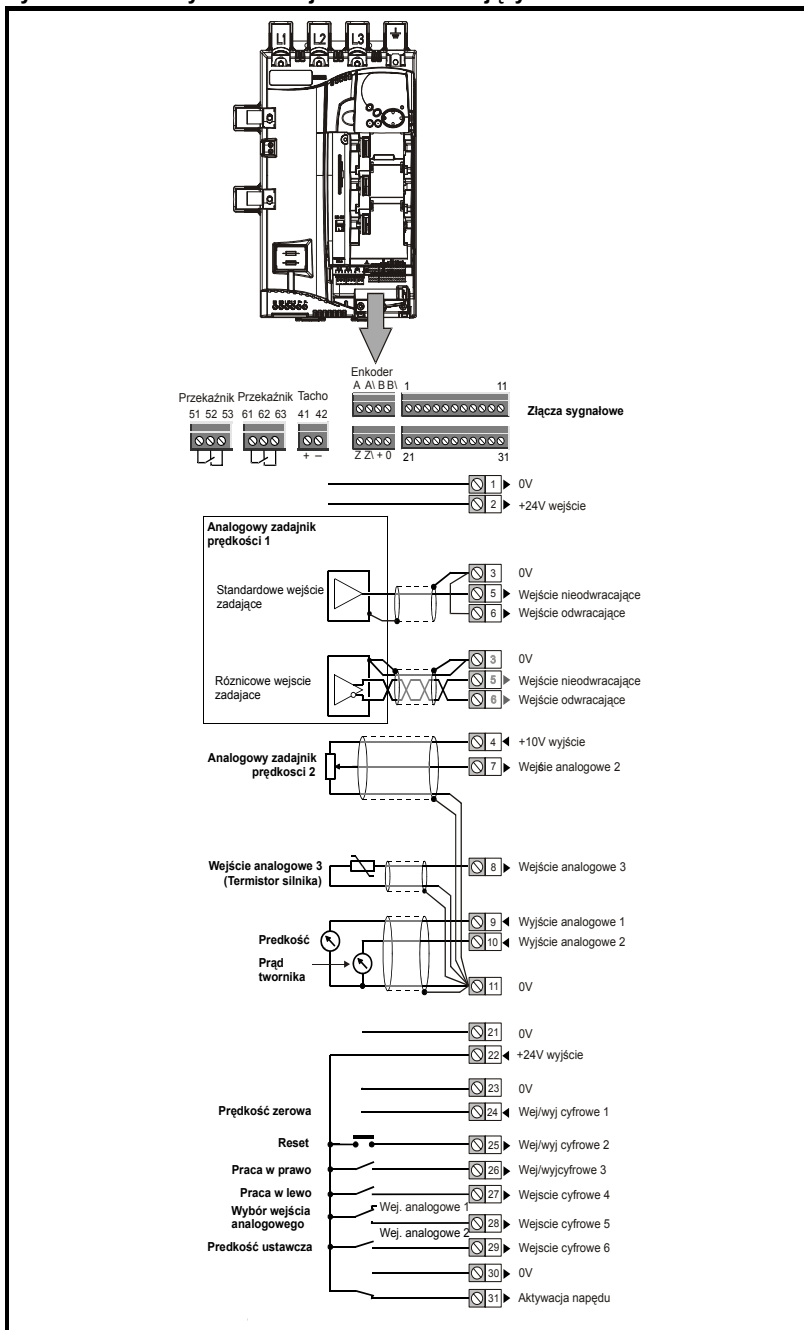 L1 L2 L3
Enkoder
A A\ B B\ 1 11
Przekaźnik Przekaźnik Tacho
51 52 53 61 62 63 41 42
Złącza sygnałowe
+ –
Z Z\ + 0 21 31
1 0V
2 +24V wejście
Analogowy zadajnik
prędkości 1
3 0V
Standardowe wejście
zadające
5 Wejście nieodwracające
6 Wejście odwracające
3 0V
Róznicowe wejscie
zadajace
5 Wejście nieodwracające
6 Wejście odwracające
4 +10V wyjście
Analogowy zadajnik
prędkosci 2
7 Wejście analogowe 2
Wejście analogowe 3
(Termistor silnika)
8 Wejście analogowe 3
9 Wyjście analogowe 1
Predkość
10 Wyjście analogowe 2
Prąd
twornika
11 0V
21 0V
22 +24V wyjście
23 0V
Prędkość zerowa
24 Wej/wyj cyfrowe 1
Reset
25 Wej/wyj cyfrowe 2
Praca w prawo
26 Wej/wyjcyfrowe 3
Praca w lewo
27 Wejscie cyfrowe 4
Wybór wejścia
analogowego
Wej. analogowe 1
28 Wejscie cyfrowe 5
Wej. analogowe 2
Predkość ustawcza
29 Wejscie cyfrowe 6
30 0V
31 Aktywacja napędu